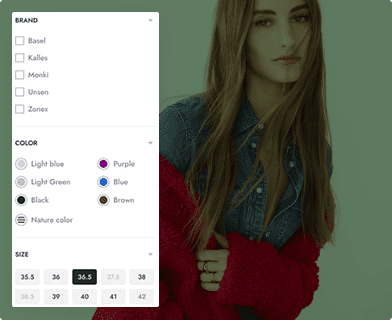 BRAND
Basel
Kalles
Monki
Unsen
Zonex
COLOR
Light blue Purple
Light Green Blue
Black Brown
Nature color
SIZE
35.5 36 36.5 37.5 38
38.5 39 40 41 42